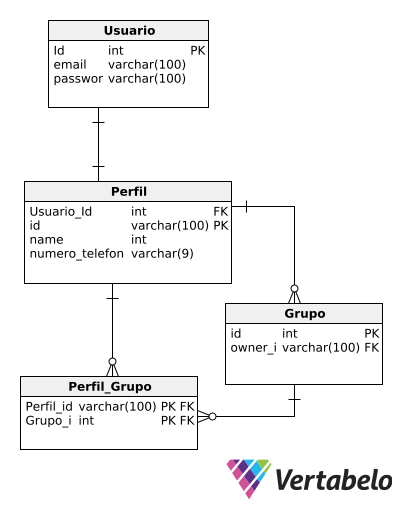 Usuario
Id int PK
email varchar(100)
passwor varchar(100)
Perfil
Usuario_Id int FK
id varchar(100) PK
name int
numero_telefon varchar(9)
Grupo
id int PK
owner_i varchar(100) FK
Perfil_Grupo
Perfil_id varchar(100) PK FK
Grupo_i int PK FK
Vertabelo